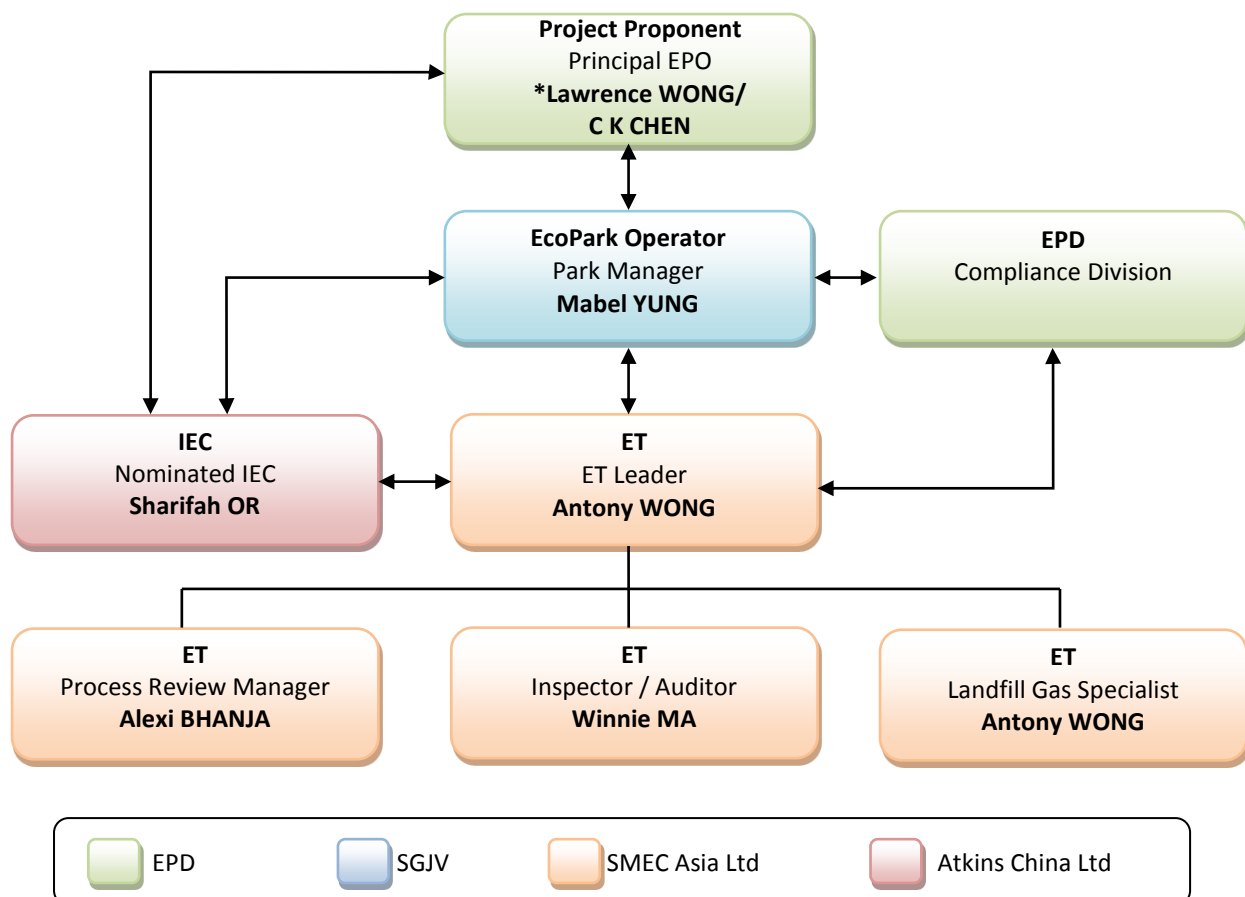 Project Proponent
Principal EPO
*Lawrence WONG/
C K CHEN
EcoPark Operator
Park Manager
Mabel YUNG
EPD
Compliance Division
IEC
Nominated IEC
Sharifah OR
ET
ET Leader
Antony WONG
ET
Process Review Manager
Alexi BHANJA
ET
Inspector / Auditor
Winnie MA
ET
Landfill Gas Specialist
Antony WONG
EPD
SGJV
SMEC Asia Ltd
Atkins China Ltd